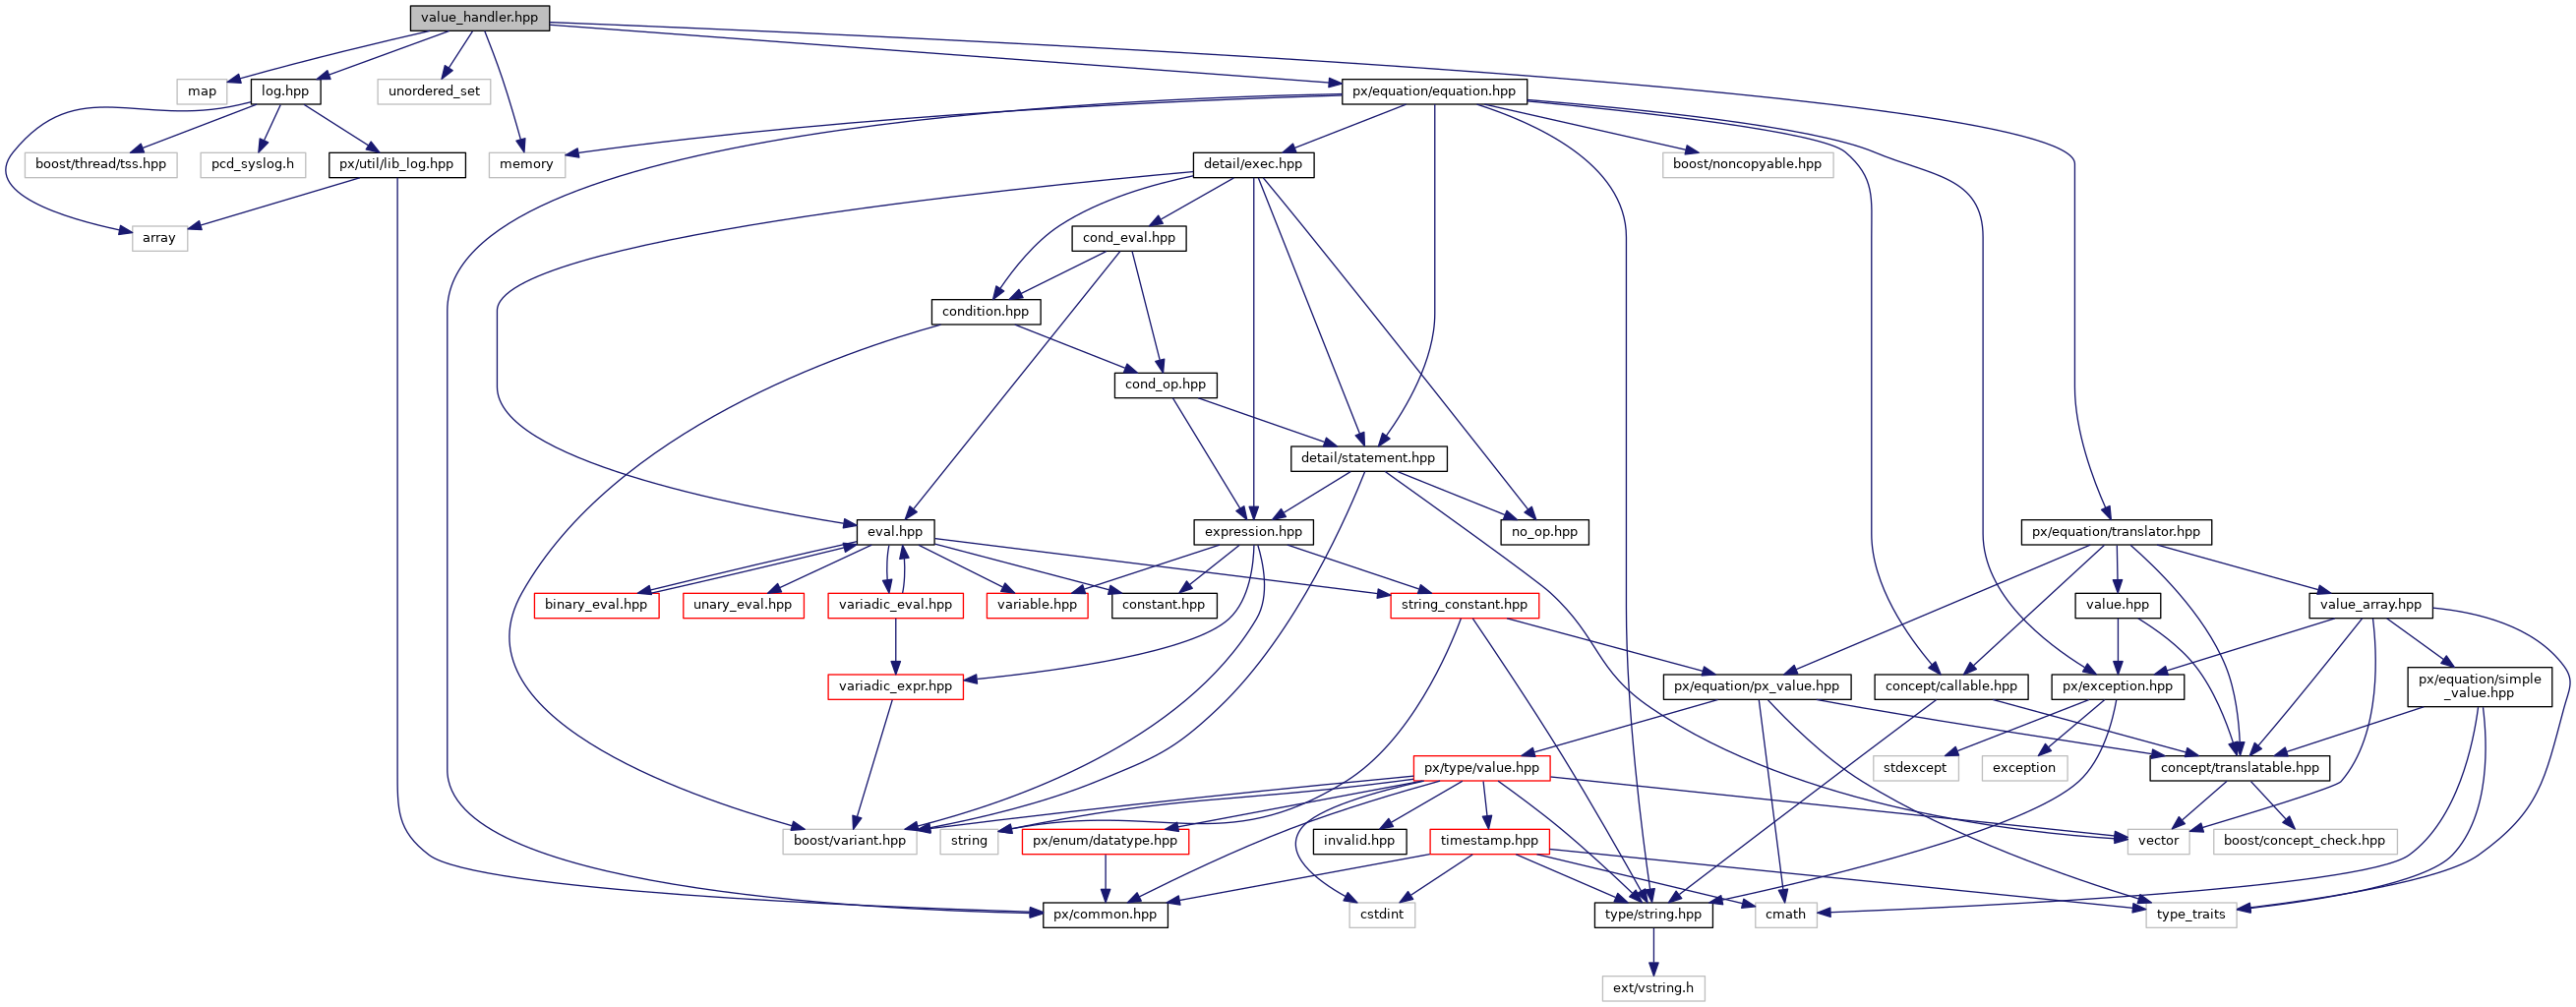 value_handler.hpp
map
log.hpp
unordered_set
px/equation/equation.hpp
boost/thread/tss.hpp
pcd_syslog.h
px/util/lib_log.hpp
memory
detail/exec.hpp
boost/noncopyable.hpp
array
cond_eval.hpp
condition.hpp
cond_op.hpp
detail/statement.hpp
eval.hpp
expression.hpp
no_op.hpp
px/equation/translator.hpp
binary_eval.hpp
unary_eval.hpp
variadic_eval.hpp
variable.hpp
constant.hpp
string_constant.hpp
value.hpp
value_array.hpp
variadic_expr.hpp
px/equation/px_value.hpp
concept/callable.hpp
px/exception.hpp
px/equation/simple
_value.hpp
px/type/value.hpp
stdexcept
exception
concept/translatable.hpp
boost/variant.hpp
string
px/enum/datatype.hpp
invalid.hpp
timestamp.hpp
vector
boost/concept_check.hpp
px/common.hpp
cstdint
type/string.hpp
cmath
type_traits
ext/vstring.h